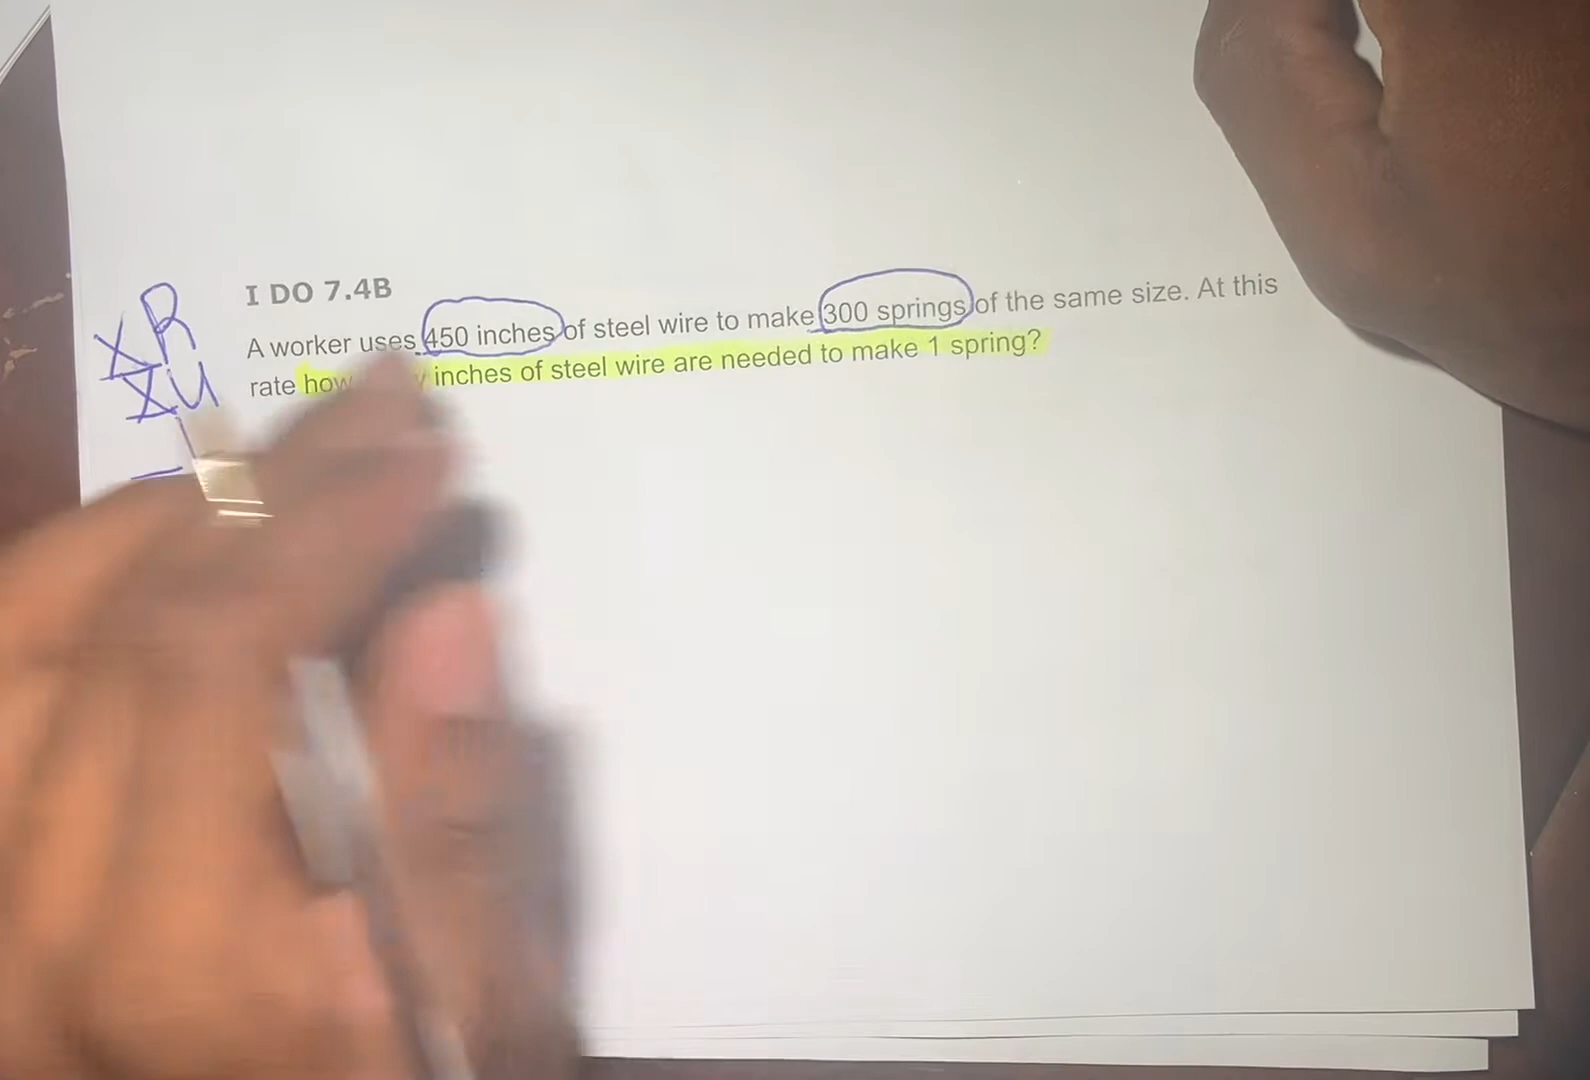 I DO 7.4B
A worker uses 450 inches of steel wire to make 300 springs of the same size. At this
rate how inches of steel wire are needed to make 1 spring?
R
U